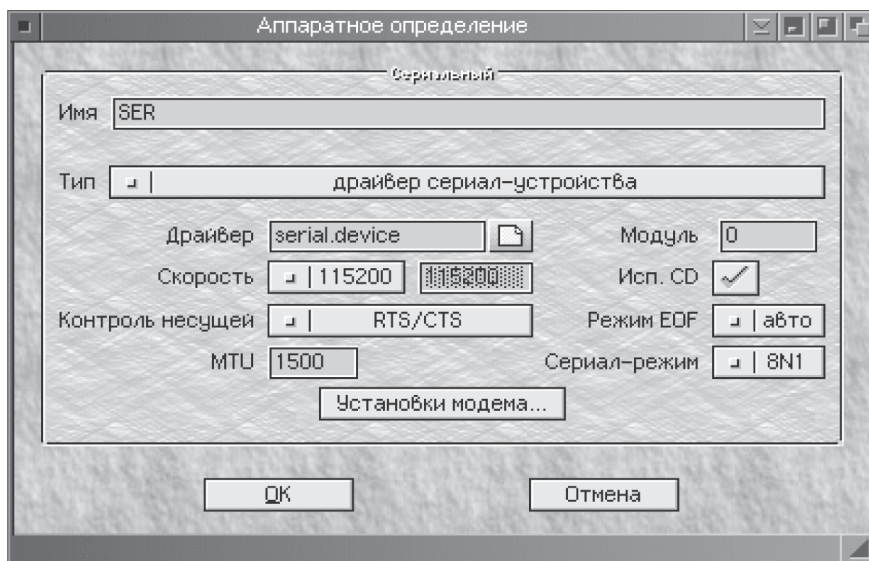 Аппаратное определение
Сериальный
Имя SER
Тип драйвер сериал-устройства
Драйвер serial.device Модуль 0
Скорость 115200 115200 Исп. CD
Контроль несущей RTS/CTS Режим EOF авто
MTU 1500 Сериал-режим 8N1
Установки модема...
OK Отмена